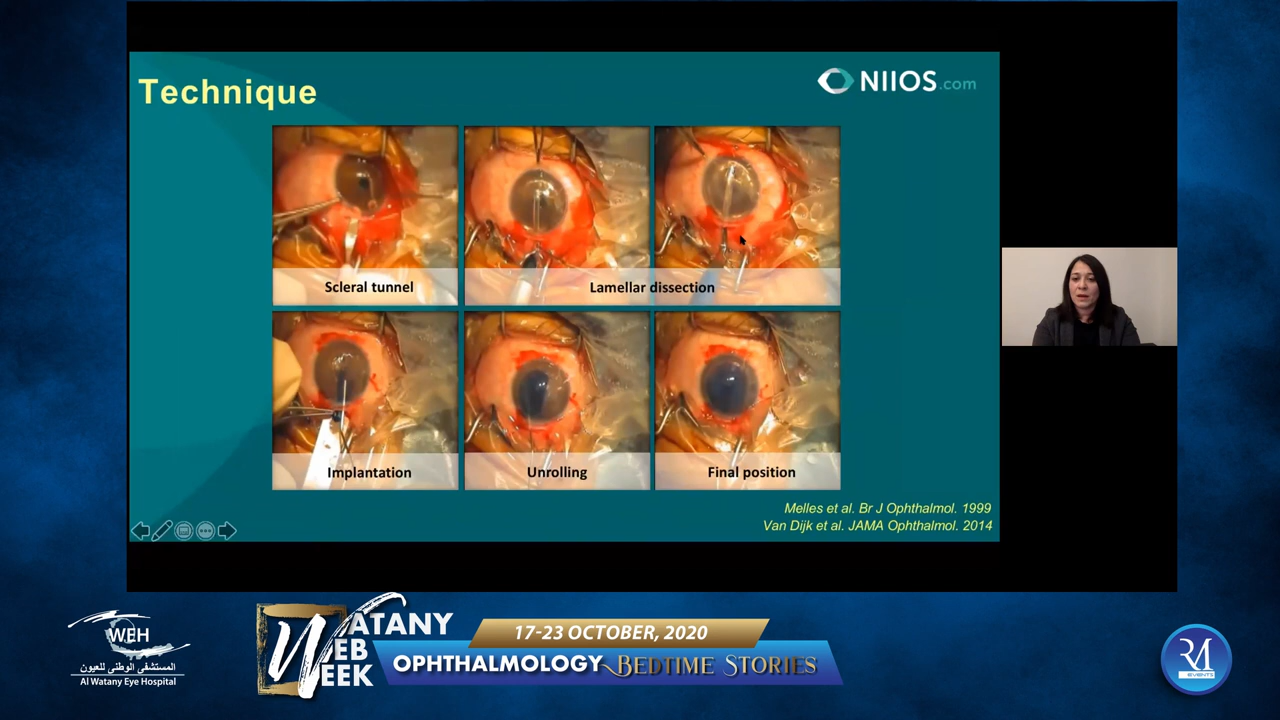 Technique
NIIOS.com
Scleral tunnel
Lamellar dissection
Implantation
Unrolling
Final position
Melles et al. Br J Ophthalmol. 1999
Van Dijk et al. JAMA Ophthalmol. 2014
WEH
المستشفى الوطني للعيون
Al Watany Eye Hospital
WATANY
WEB
WEEK
17-23 OCTOBER, 2020
OPHTHALMOLOGY BEDTIME STORIES
RM
EVENTS